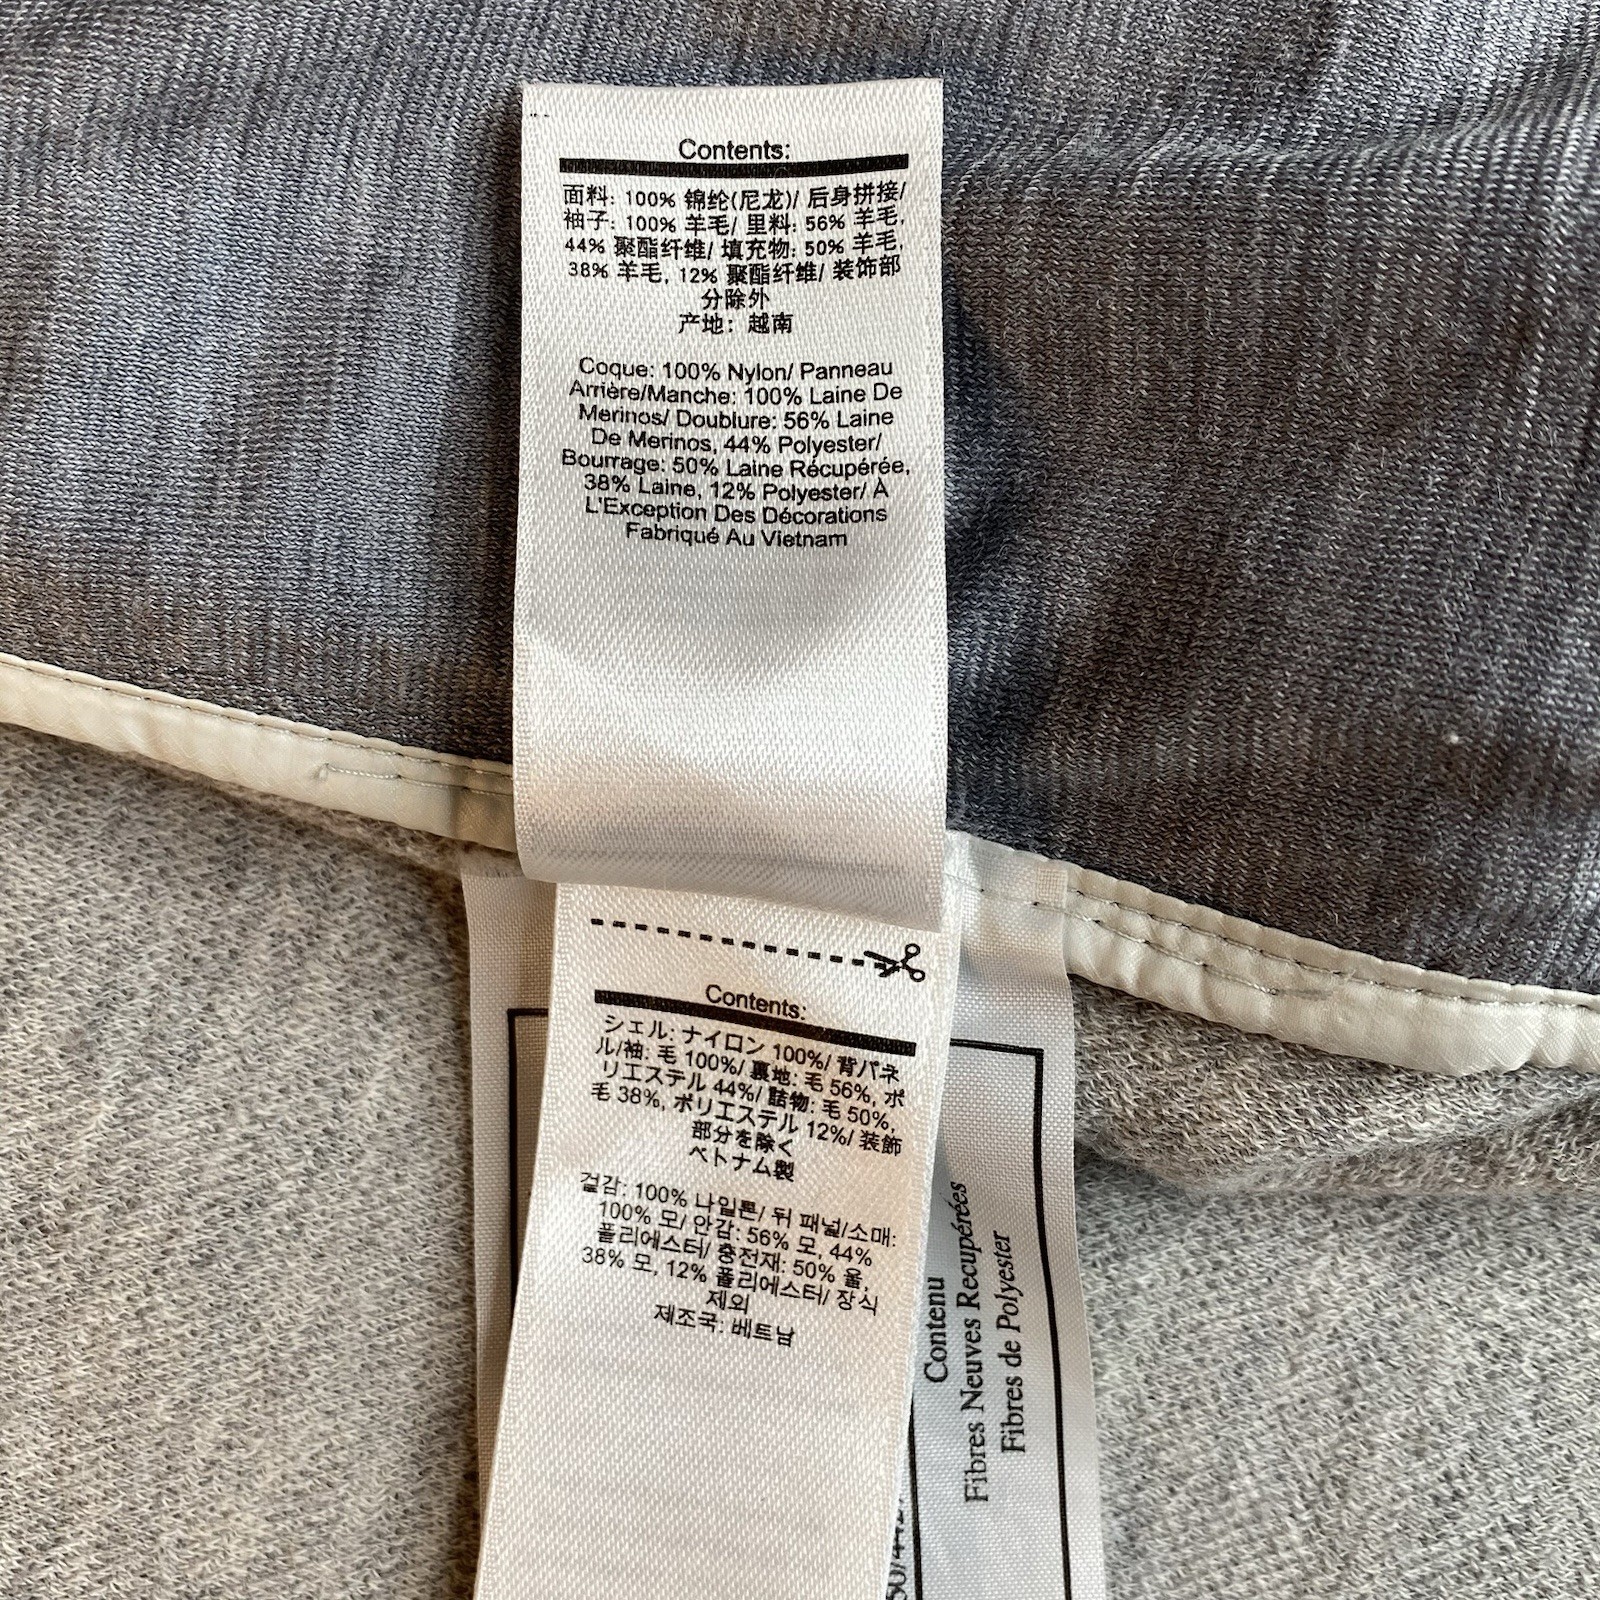 Contents:
面料: 100% 锦纶(尼龙)/ 后身拼接/
袖子: 100% 羊毛/ 里料: 56% 羊毛,
44% 聚酯纤维/ 填充物: 50% 羊毛,
38% 羊毛, 12% 聚酯纤维/ 装饰部
分除外
产地: 越南
Coque: 100% Nylon/ Panneau
Arrière/Manche: 100% Laine De
Merinos/ Doublure: 56% Laine
De Merinos, 44% Polyester/
Bourrage: 50% Laine Récupérée,
38% Laine, 12% Polyester/ À
L'Exception Des Décorations
Fabriqué Au Vietnam
Contents:
シェル: ナイロン 100%/ 背パネ
ル/袖: 毛 100%/ 裏地: 毛 56%, ポ
リエステル 44%/ 詰物: 毛 50%,
毛 38%, ポリエステル 12%/ 装飾
部分を除く
ベトナム製
겉감: 100% 나일론/ 뒤 패널/소매:
100% 모/ 안감: 56% 모, 44%
폴리에스터/ 충전재: 50% 울,
38% 모, 12% 폴리에스터/ 장식
제외
제조국: 베트남
Contenu
Fibres Neuves Recupérées
Fibres de Polyester